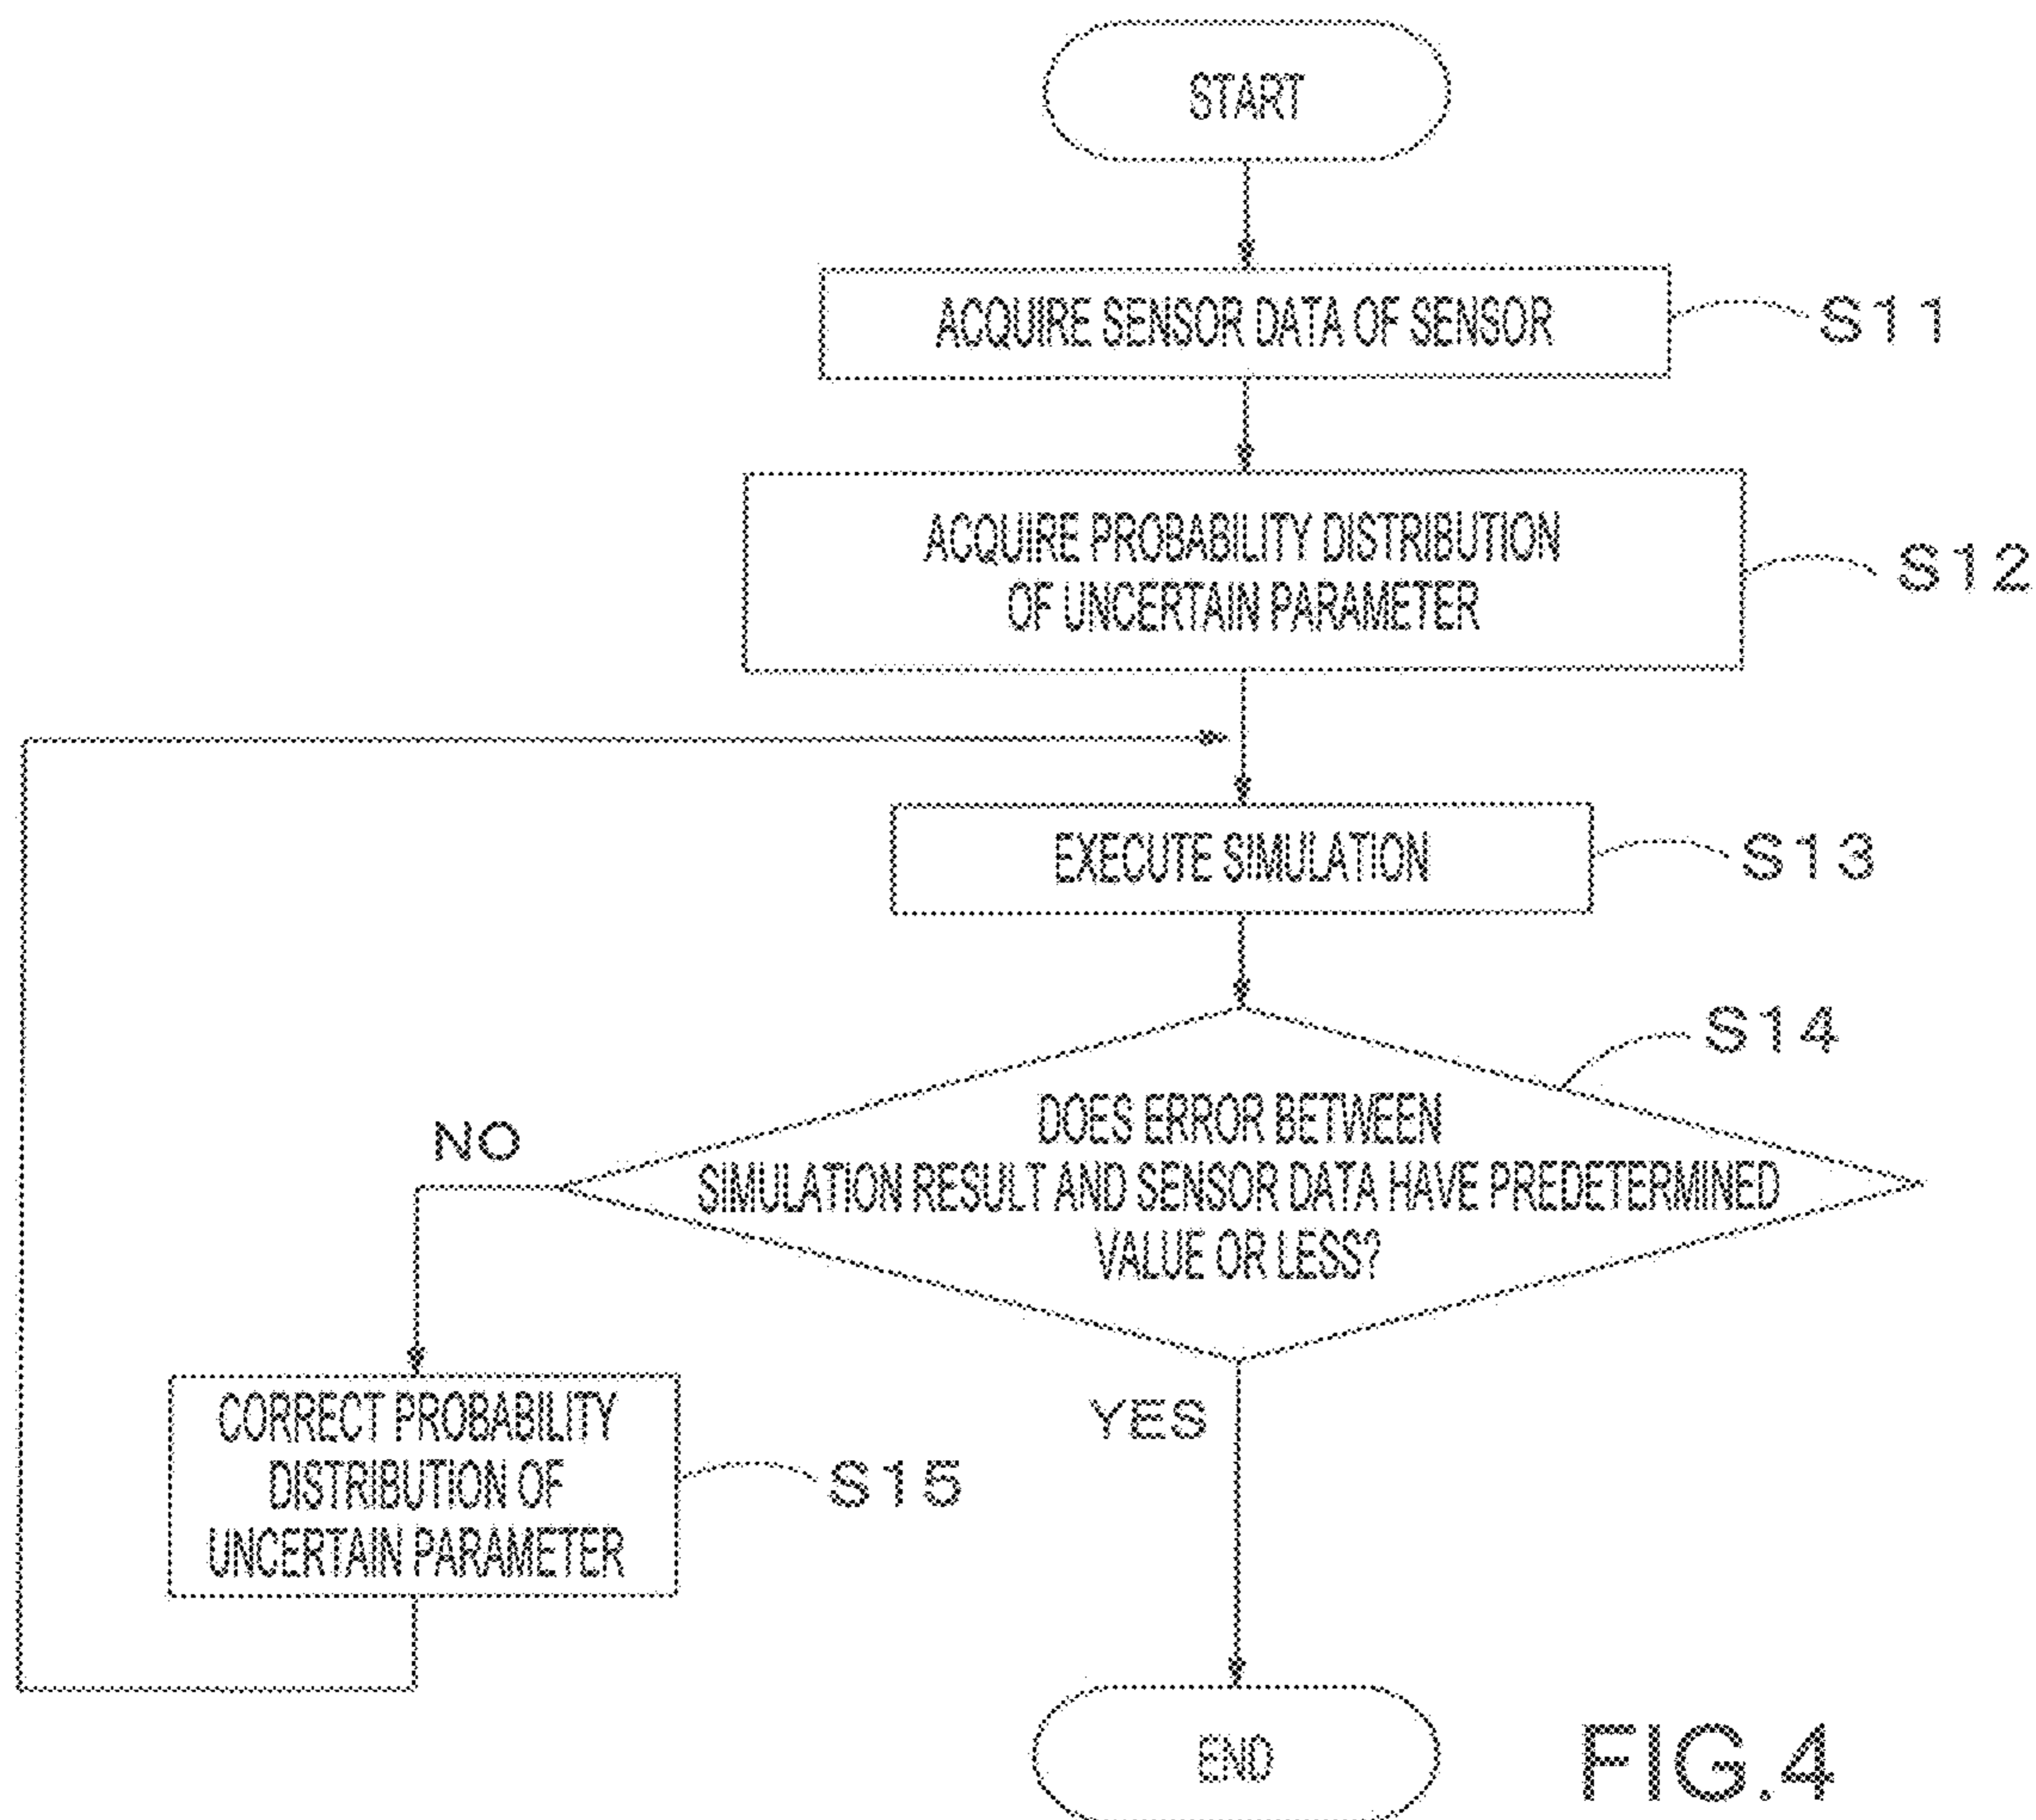 START
ACQUIRE SENSOR DATA OF SENSOR
S11
ACQUIRE PROBABILITY DISTRIBUTION
OF UNCERTAIN PARAMETER
S12
EXECUTE SIMULATION
S13
S14
DOES ERROR BETWEEN
SIMULATION RESULT AND SENSOR DATA HAVE PREDETERMINED
VALUE OR LESS?
NO
YES
CORRECT PROBABILITY
DISTRIBUTION OF
UNCERTAIN PARAMETER
S15
END
FIG.4